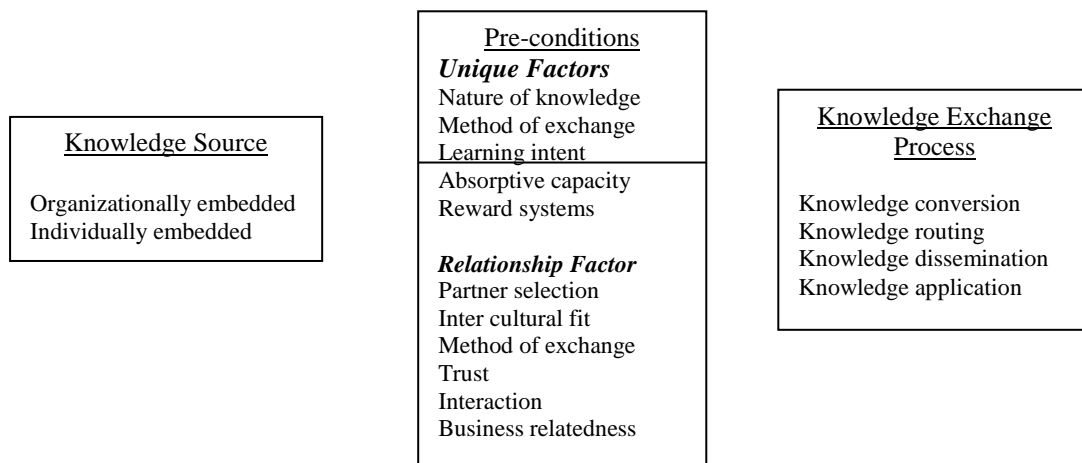 Knowledge Source
Organizationally embedded
Individually embedded
Pre-conditions
Unique Factors
Nature of knowledge
Method of exchange
Learning intent
Absorptive capacity
Reward systems
Relationship Factor
Partner selection
Inter cultural fit
Method of exchange
Trust
Interaction
Business relatedness
Knowledge Exchange
Process
Knowledge conversion
Knowledge routing
Knowledge dissemination
Knowledge application